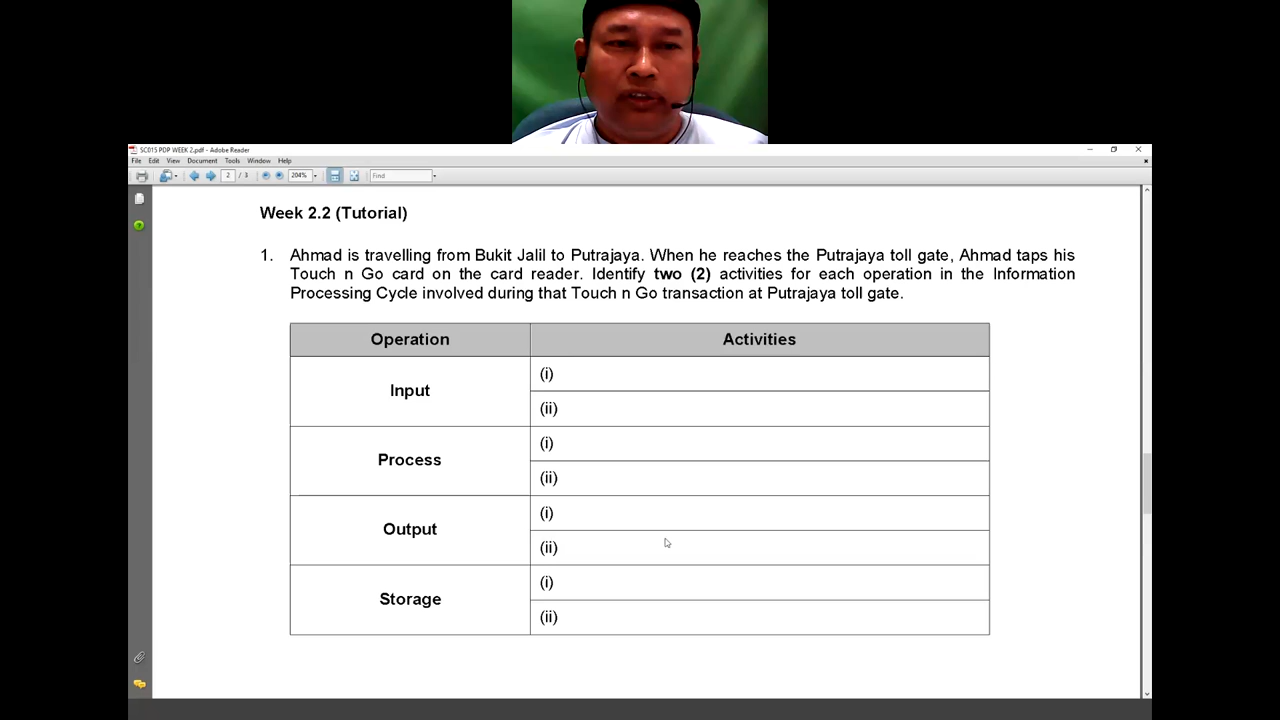 SC015 PDP WEEK 2.pdf - Adobe Reader
File Edit View Document Tools Window Help
2 / 3 204% Find
Week 2.2 (Tutorial)
1. Ahmad is travelling from Bukit Jalil to Putrajaya. When he reaches the Putrajaya toll gate, Ahmad taps his
Touch n Go card on the card reader. Identify two (2) activities for each operation in the Information
Processing Cycle involved during that Touch n Go transaction at Putrajaya toll gate.
Operation Activities
Input
(i)
(ii)
Process
(i)
(ii)
Output
(i)
(ii)
Storage
(i)
(ii)